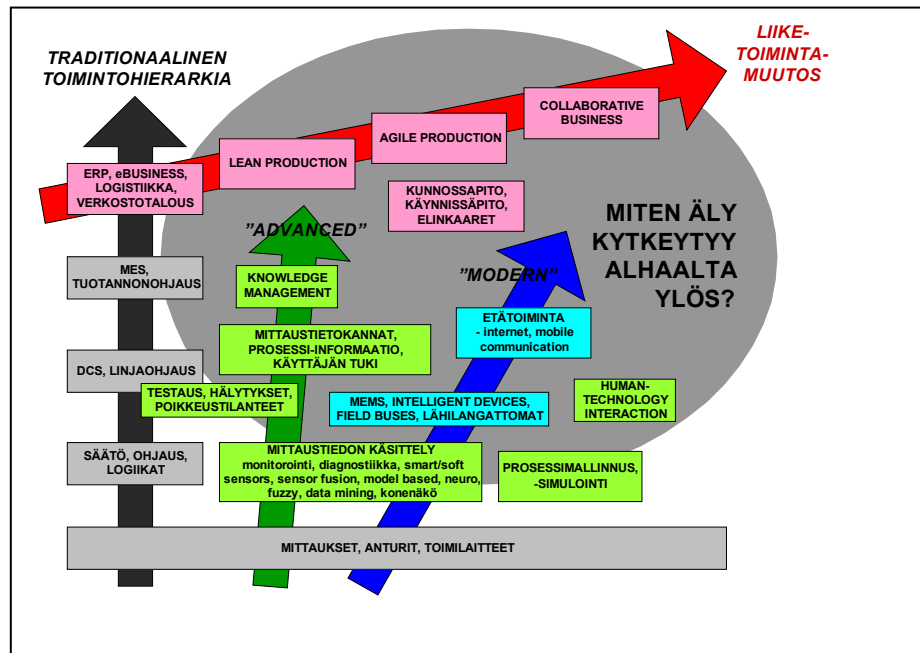 TRADITIONAALINEN
TOIMINTOHIERARKIA
LIIKE-
TOIMINTA-
MUUTOS
COLLABORATIVE
BUSINESS
AGILE PRODUCTION
LEAN PRODUCTION
ERP, eBUSINESS,
LOGISTIIKKA,
VERKOSTOTALOUS
KUNNOSSAPITO,
KÄYNNISSÄPITO,
ELINKAARET
”ADVANCED”
MITEN ÄLY
KYTKEYTYY
ALHAALTA
YLÖS?
MES,
TUOTANNONOHJAUS
KNOWLEDGE
MANAGEMENT
”MODERN”
ETÄTOIMINTA
- internet, mobile
communication
MITTAUSTIETOKANNAT,
PROSESSI-INFORMAATIO,
KÄYTTÄJÄN TUKI
DCS, LINJAOHJAUS
TESTAUS, HÄLYTYKSET,
POIKKEUSTILANTEET
MEMS, INTELLIGENT DEVICES,
FIELD BUSES, LÄHILANGATTOMAT
HUMAN-
TECHNOLOGY
INTERACTION
SÄÄTÖ, OHJAUS,
LOGIIKAT
MITTAUSTIEDON KÄSITTELY
monitorointi, diagnostiikka, smart/soft
sensors, sensor fusion, model based, neuro,
fuzzy, data mining, konenäkö
PROSESSIMALLINNUS,
-SIMULOINTI
MITTAUKSET, ANTURIT, TOIMILAITTEET